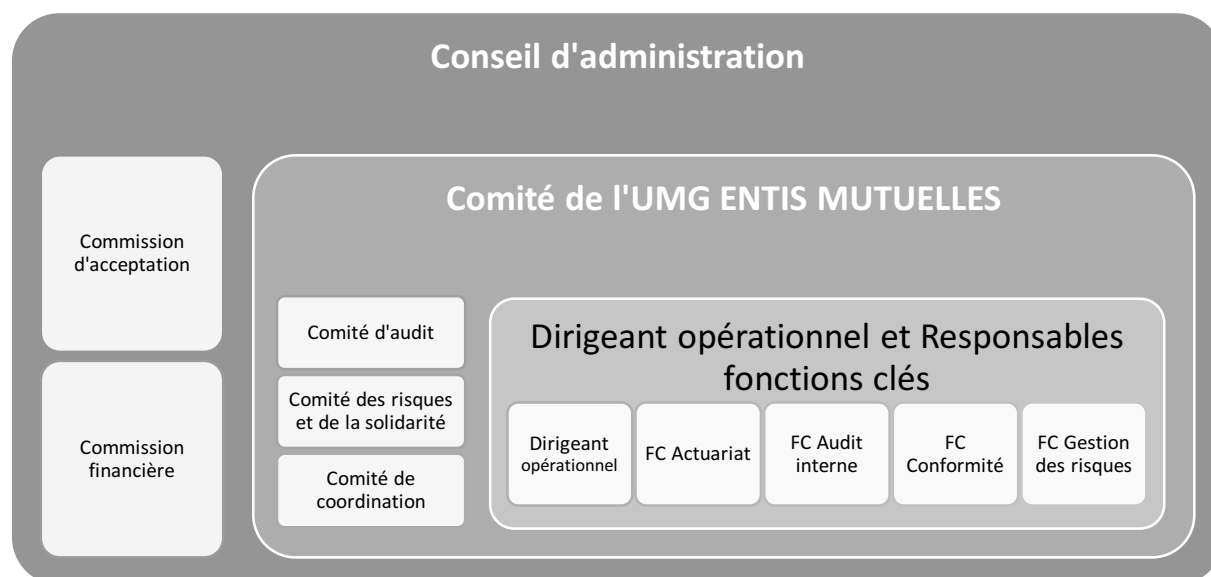 Conseil d'administration
Commission
d'acceptation
Commission
financière
Comité de l'UMG ENTIS MUTUELLES
Comité d'audit
Comité des risques
et de la solidarité
Comité de
coordination
Dirigeant opérationnel et Responsables
fonctions clés
Dirigeant
opérationnel
FC Actuariat
FC Audit
interne
FC
Conformité
FC Gestion
des risques